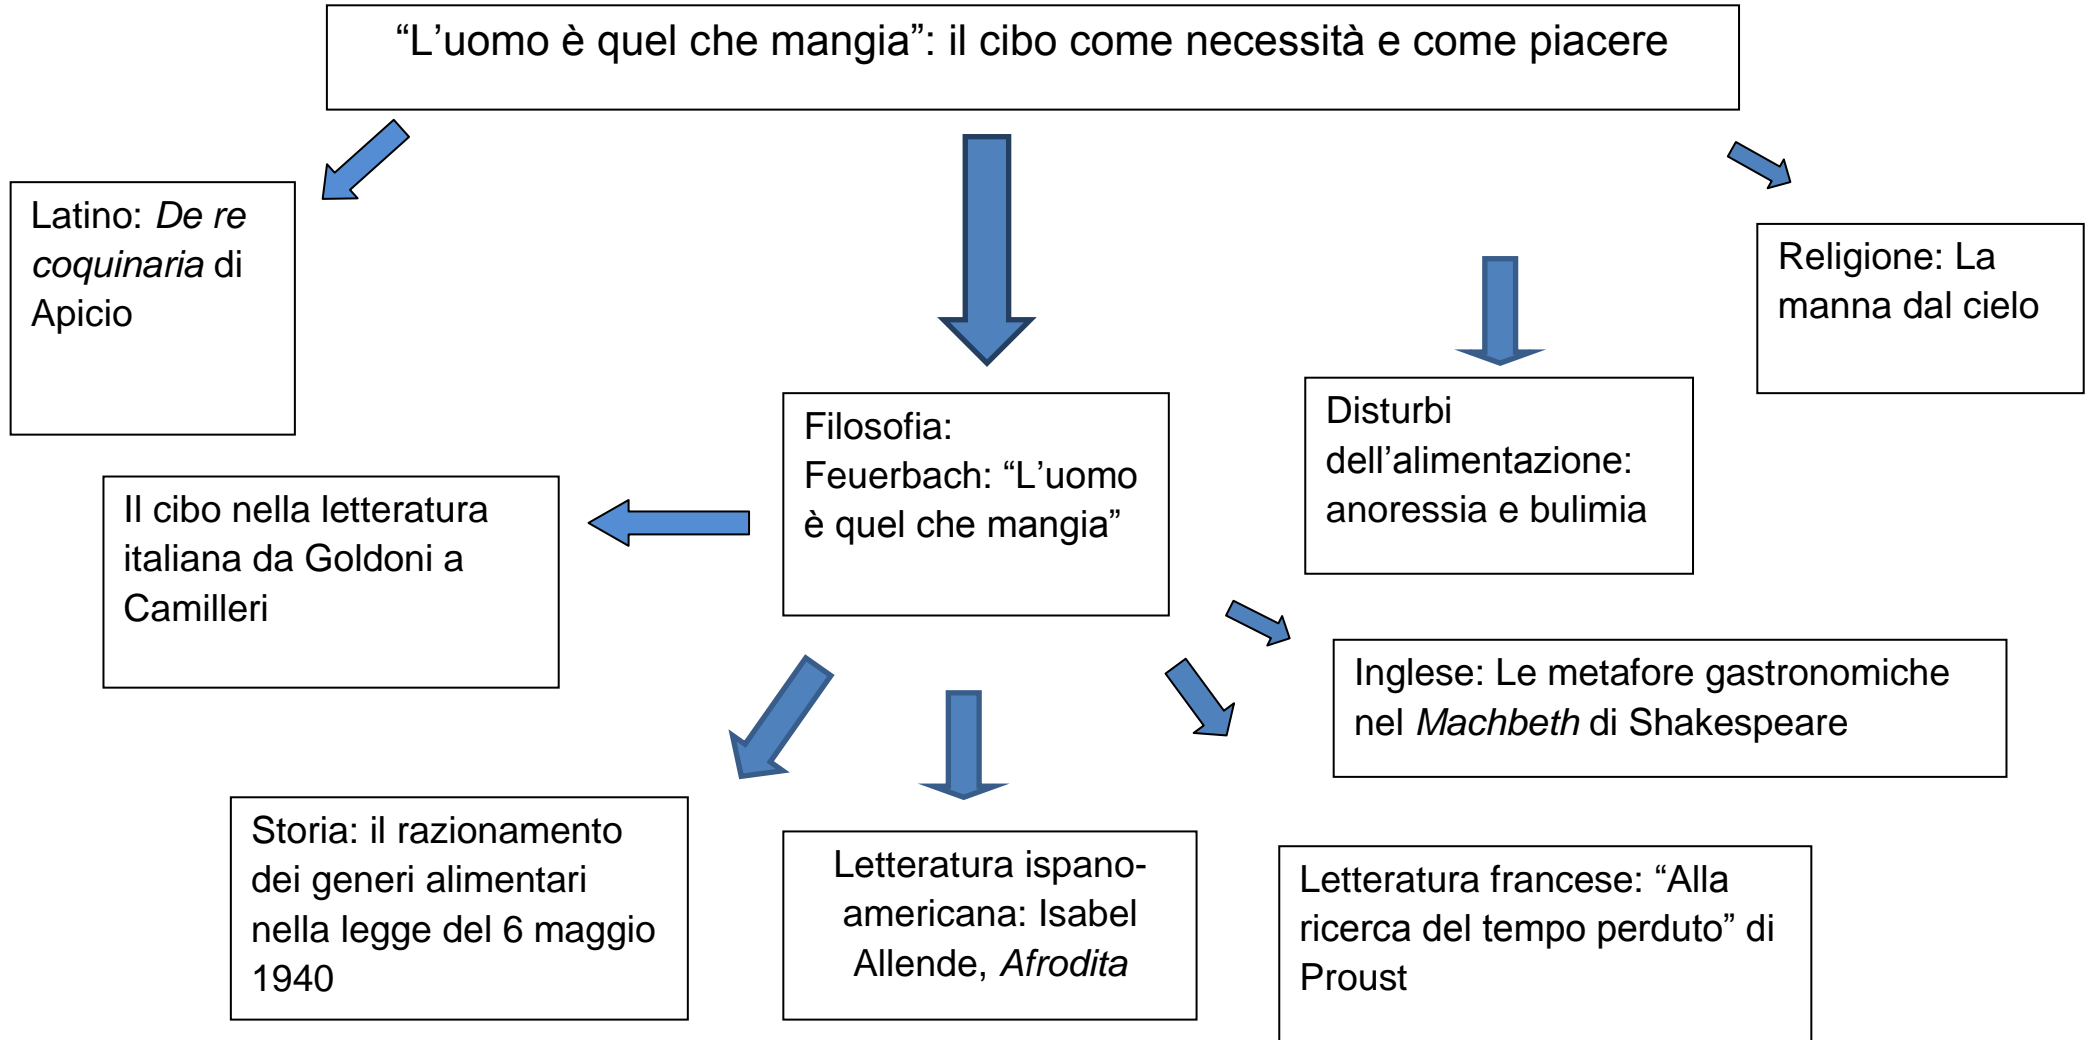 “L’uomo è quel che mangia”: il cibo come necessità e come piacere
Latino: De re
coquinaria di
Apicio
Religione: La
manna dal cielo
Filosofia:
Feuerbach: “L’uomo
è quel che mangia”
Disturbi
dell’alimentazione:
anoressia e bulimia
Il cibo nella letteratura
italiana da Goldoni a
Camilleri
Inglese: Le metafore gastronomiche
nel Machbeth di Shakespeare
Storia: il razionamento
dei generi alimentari
nella legge del 6 maggio
1940
Letteratura ispano-
americana: Isabel
Allende, Afrodita
Letteratura francese: “Alla
ricerca del tempo perduto” di
Proust